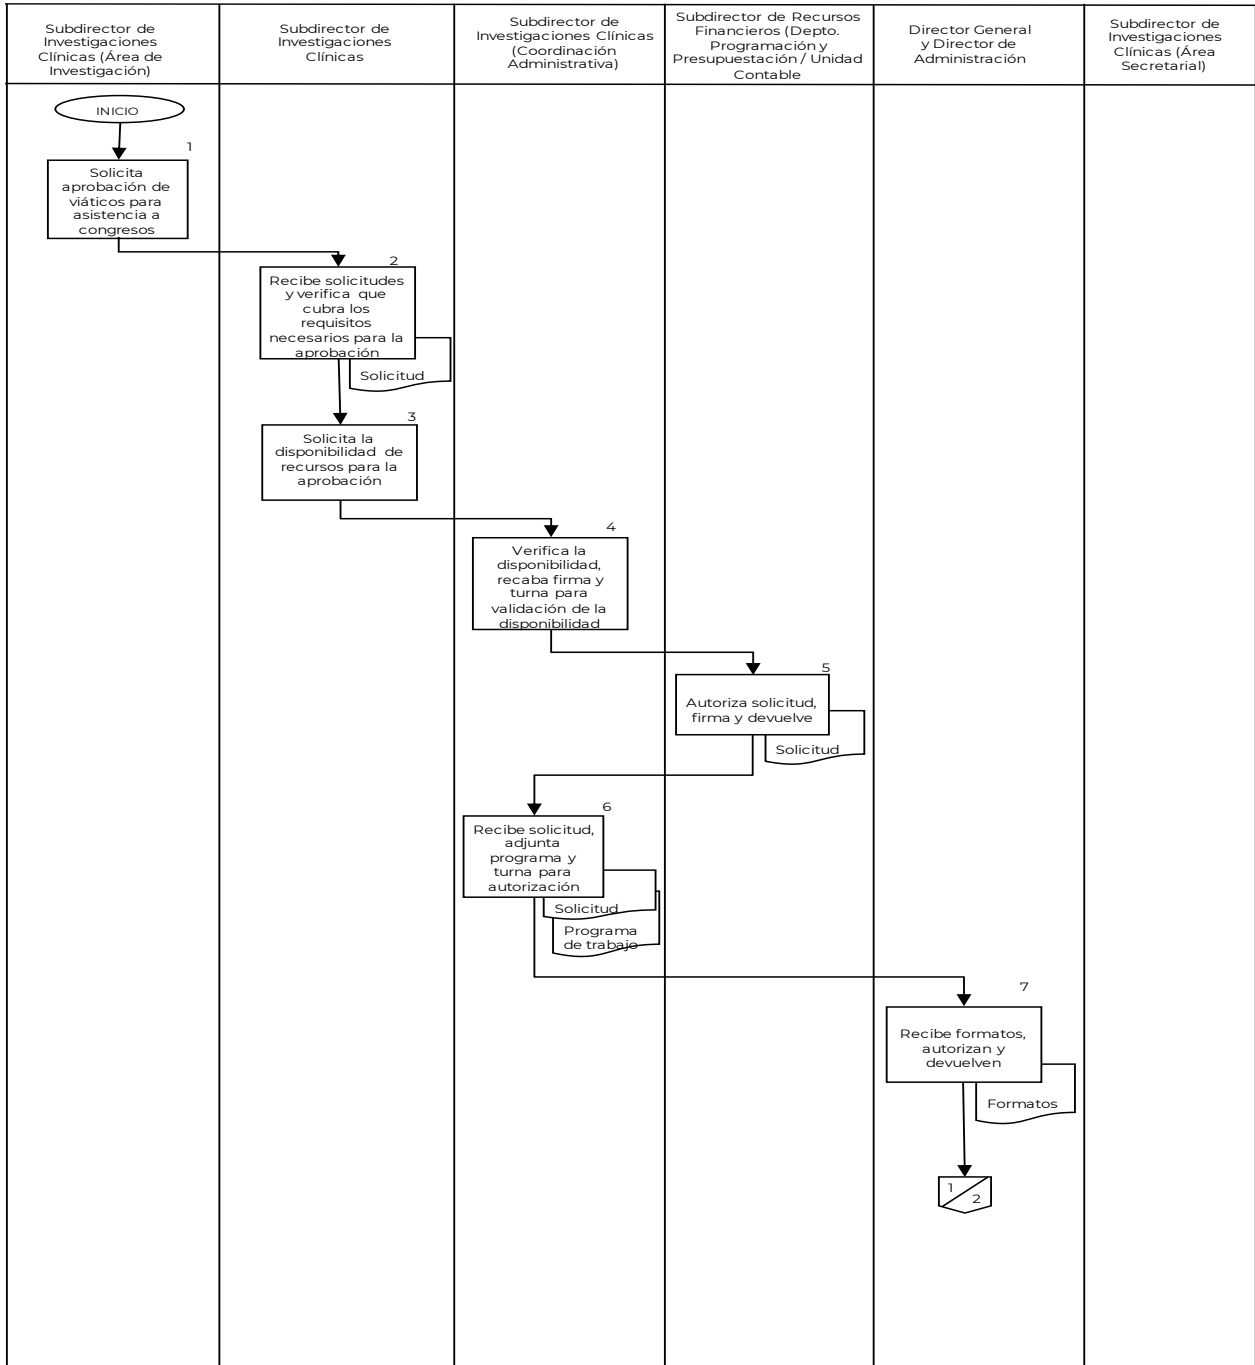 Subdirector de
Investigaciones
Clínicas (Área de
Investigación)
Subdirector de
Investigaciones
Clínicas
Subdirector de
Investigaciones Clínicas
(Coordinación
Administrativa)
Subdirector de Recursos
Financieros (Depto.
Programación y
Presupuestación / Unidad
Contable
Director General
y Director de
Administración
Subdirector de
Investigaciones
Clínicas (Área
Secretarial)
INICIO
1
Solicita
aprobación de
viáticos para
asistencia a
congresos
2
Recibe solicitudes
y verifica que
cubra los
requisitos
necesarios para la
aprobación
Solicitud
3
Solicita la
disponibilidad de
recursos para la
aprobación
4
Verifica la
disponibilidad,
recaba firma y
turna para
validación de la
disponibilidad
5
Autoriza solicitud,
firma y devuelve
Solicitud
6
Recibe solicitud,
adjunta
programa y
turna para
autorización
Solicitud
Programa
de trabajo
7
Recibe formatos,
autorizan y
devuelven
Formatos
1
2